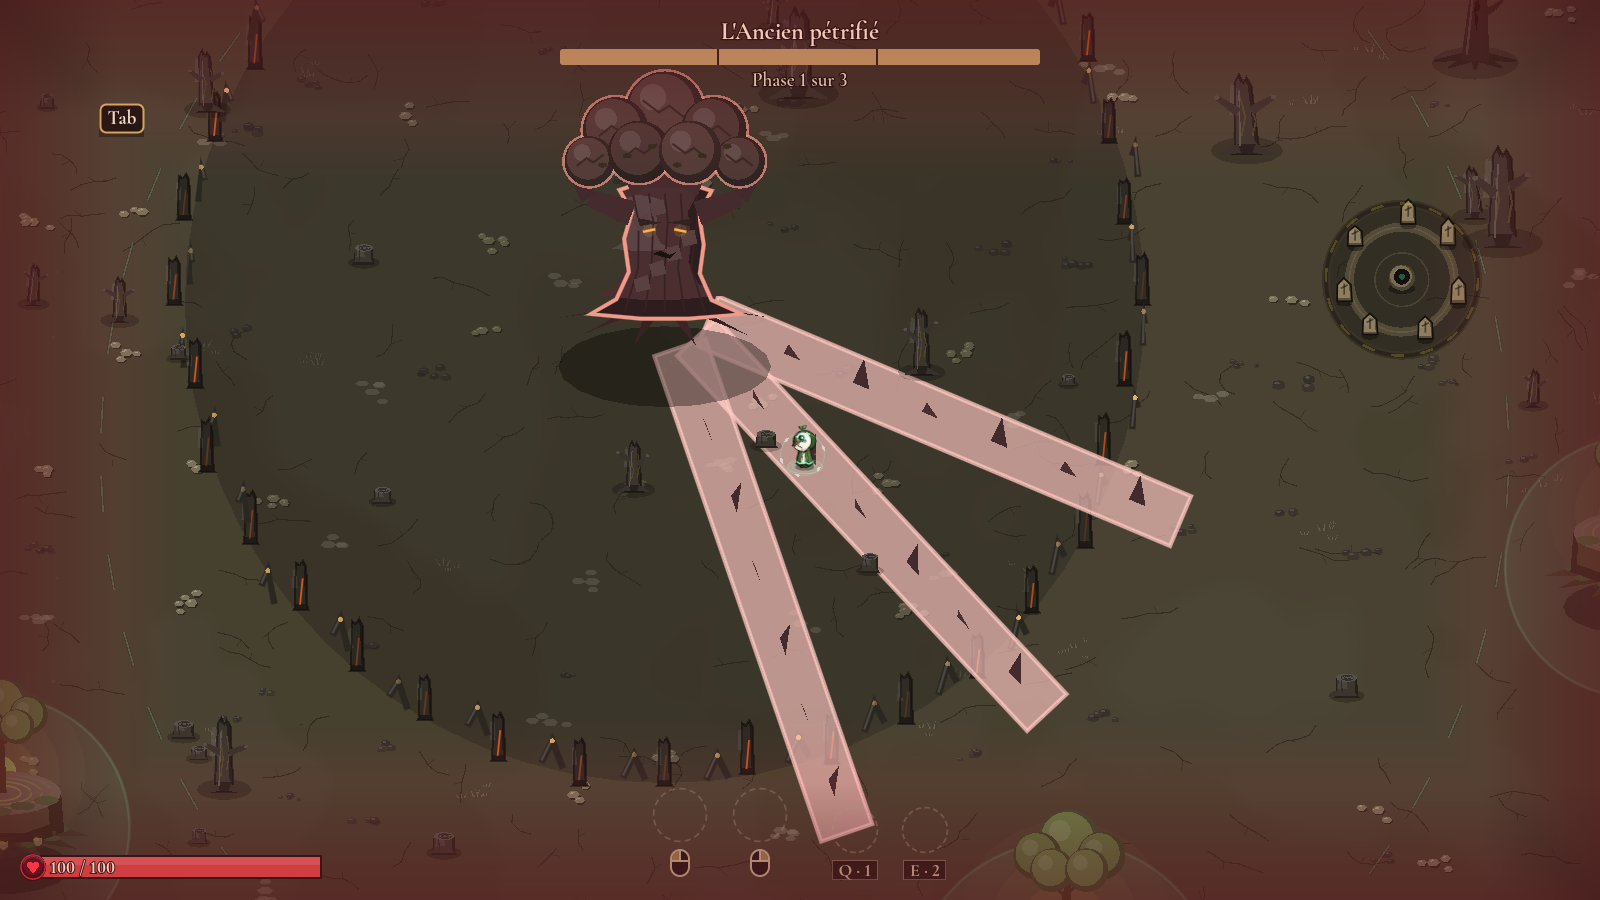 L'Ancien pétrifié
Phase 1 sur 3
Tab
100 / 100
Q · 1
E · 2